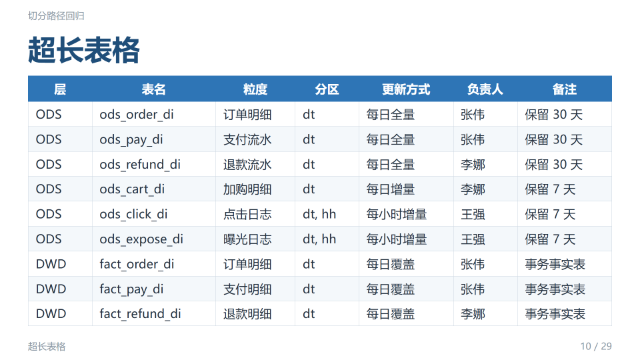 切分路径回归
超长表格
层 表名 粒度 分区 更新方式 负责人 备注
ODS ods_order_di 订单明细 dt 每日全量 张伟 保留 30 天
ODS ods_pay_di 支付流水 dt 每日全量 张伟 保留 30 天
ODS ods_refund_di 退款流水 dt 每日全量 李娜 保留 30 天
ODS ods_cart_di 加购明细 dt 每日增量 李娜 保留 7 天
ODS ods_click_di 点击日志 dt, hh 每小时增量 王强 保留 7 天
ODS ods_expose_di 曝光日志 dt, hh 每小时增量 王强 保留 7 天
DWD fact_order_di 订单明细 dt 每日覆盖 张伟 事务事实表
DWD fact_pay_di 支付明细 dt 每日覆盖 张伟 事务事实表
DWD fact_refund_di 退款明细 dt 每日覆盖 李娜 事务事实表
超长表格
10 / 29